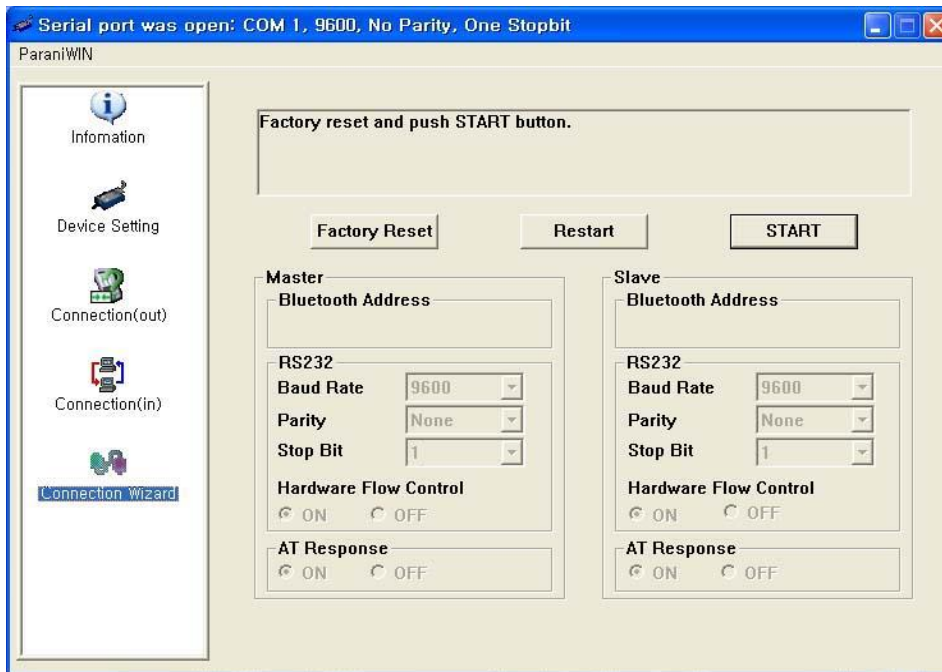 Serial port was open: COM 1, 9600, No Parity, One Stopbit
ParaniWIN
Infomation
Device Setting
Connection(out)
Connection(in)
Connection Wizard
Factory reset and push START button.
Factory Reset
Restart
START
Master
Bluetooth Address
RS232
Baud Rate 9600
Parity None
Stop Bit 1
Hardware Flow Control
ON OFF
AT Response
ON OFF
Slave
Bluetooth Address
RS232
Baud Rate 9600
Parity None
Stop Bit 1
Hardware Flow Control
ON OFF
AT Response
ON OFF